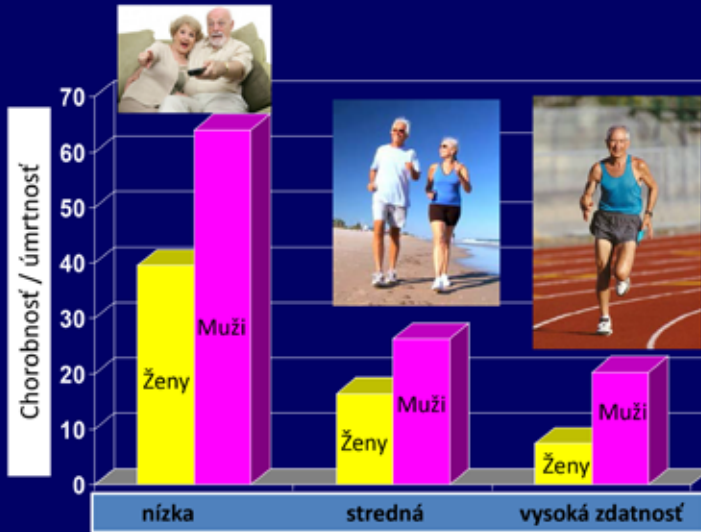 Chorobnosť / úmrtnosť
70
60
50
40
30
20
10
0
Ženy
Muži
Ženy
Muži
Ženy
Muži
nízka
stredná
vysoká zdatnosť